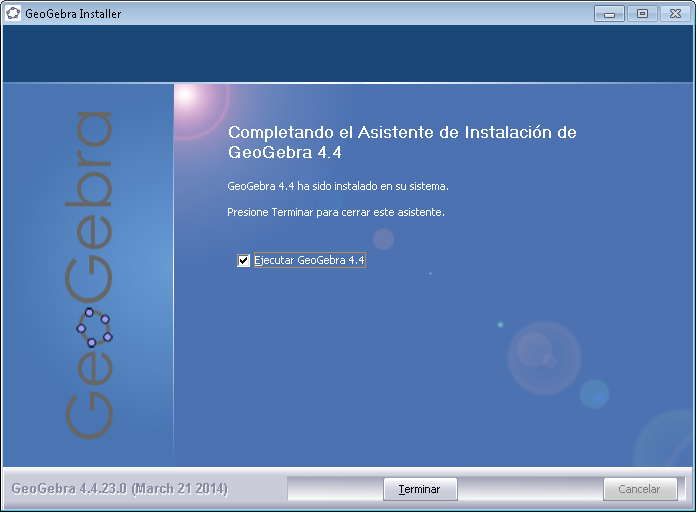 GeoGebra Installer
GeoGebra
Completando el Asistente de Instalación de
GeoGebra 4.4
GeoGebra 4.4 ha sido instalado en su sistema.
Presione Terminar para cerrar este asistente.
Ejecutar GeoGebra 4.4
GeoGebra 4.4.23.0 (March 21 2014)
Terminar
Cancelar